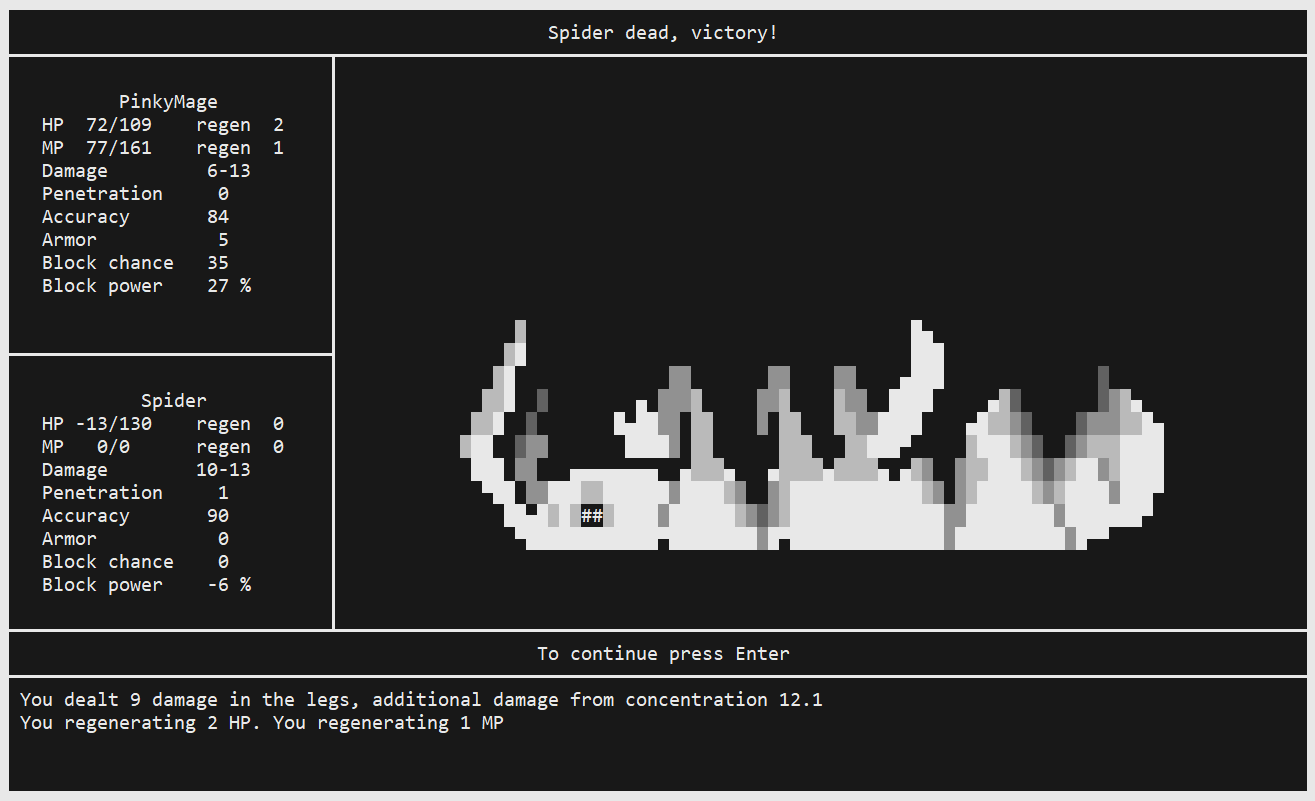 Spider dead, victory!
PinkyMage
HP 72/109 regen 2
MP 77/161 regen 1
Damage 6-13
Penetration 0
Accuracy 84
Armor 5
Block chance 35
Block power 27 %
Spider
HP -13/130 regen 0
MP 0/0 regen 0
Damage 10-13
Penetration 1
Accuracy 90
Armor 0
Block chance 0
Block power -6 %
##
To continue press Enter
You dealt 9 damage in the legs, additional damage from concentration 12.1
You regenerating 2 HP. You regenerating 1 MP